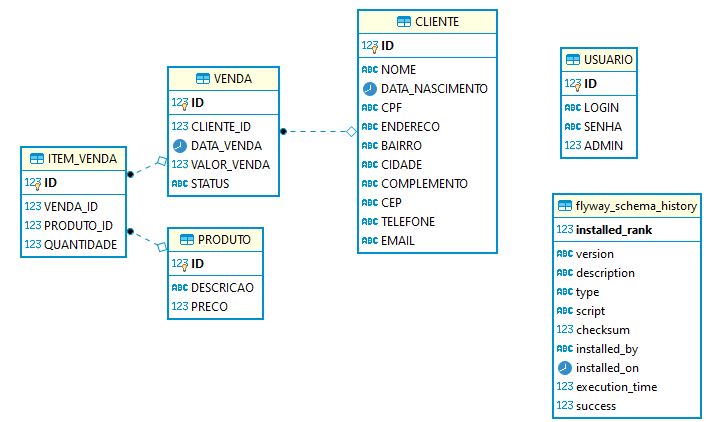 CLIENTE
123 ID
ABC NOME
DATA_NASCIMENTO
ABC CPF
ABC ENDERECO
ABC BAIRRO
ABC CIDADE
ABC COMPLEMENTO
ABC CEP
ABC TELEFONE
ABC EMAIL
VENDA
123 ID
123 CLIENTE_ID
DATA_VENDA
123 VALOR_VENDA
ABC STATUS
ITEM_VENDA
123 ID
123 VENDA_ID
123 PRODUTO_ID
123 QUANTIDADE
PRODUTO
123 ID
ABC DESCRICAO
123 PRECO
USUARIO
123 ID
ABC LOGIN
ABC SENHA
123 ADMIN
flyway_schema_history
123 installed_rank
ABC version
ABC description
ABC type
ABC script
123 checksum
ABC installed_by
installed_on
123 execution_time
123 success